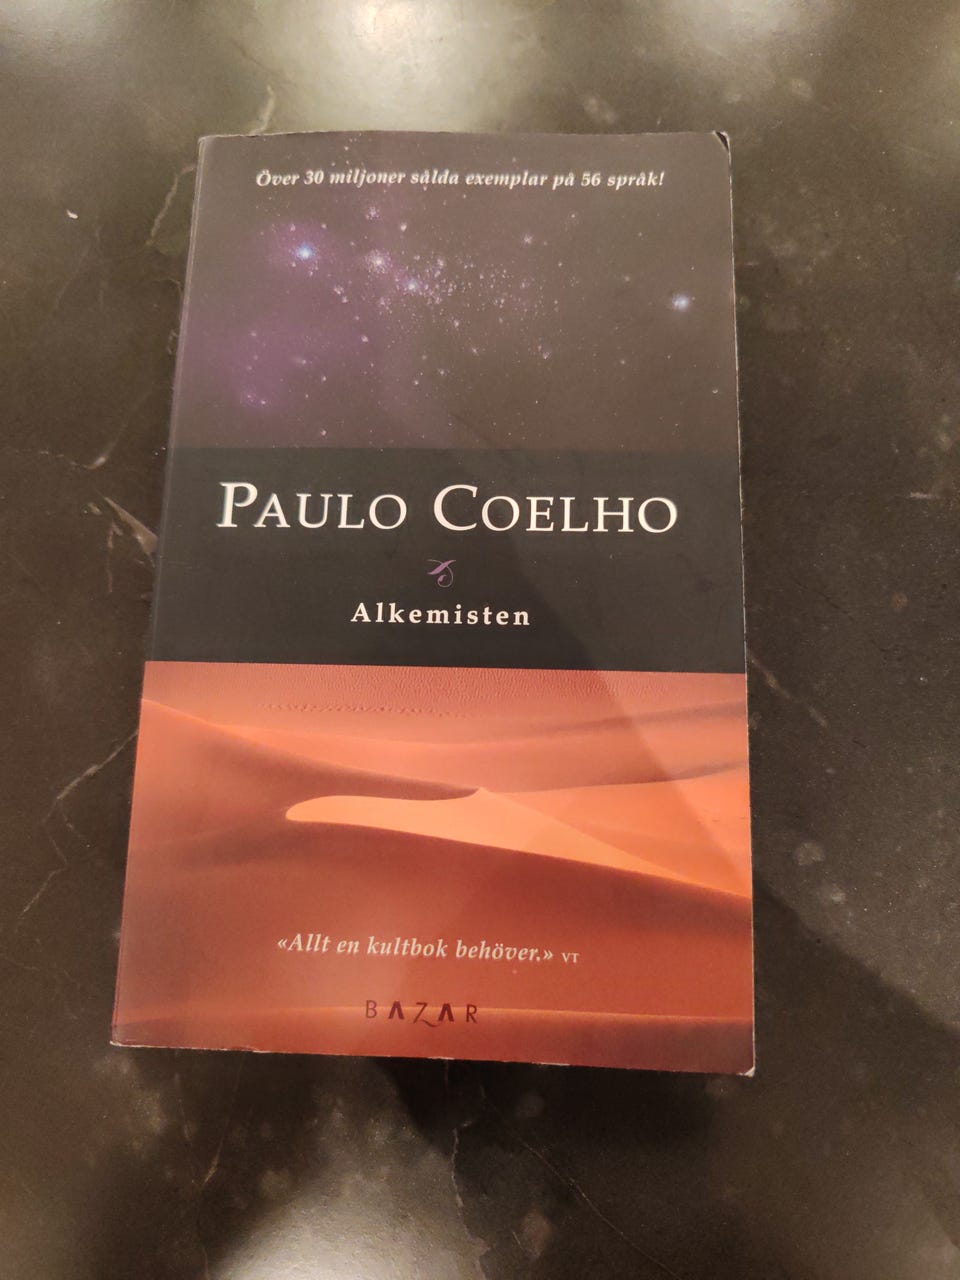 Över 30 miljoner sålda exemplar på 56 språk!
PAULO COELHO
Alkemisten
«Allt en kultbok behöver.» VT
BAZAR